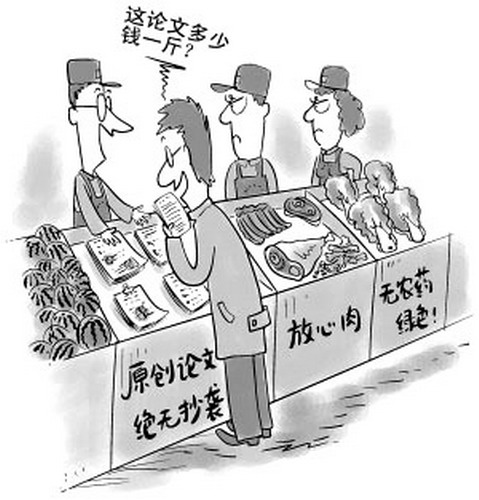 这论文多少
钱一斤？
原创论文
绝无抄袭
放心肉
无农药
绿色！